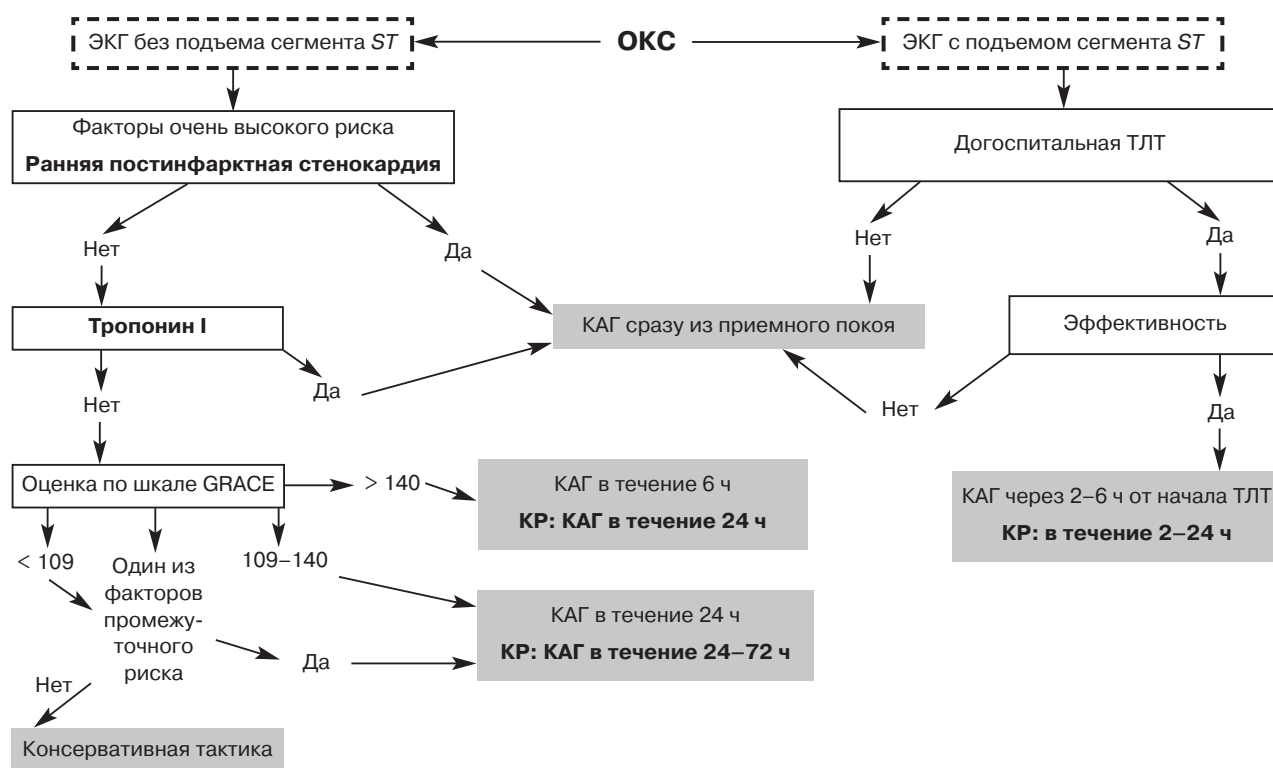 ЭКГ без подъема сегмента ST
ОКС
ЭКГ с подъемом сегмента ST
Факторы очень высокого риска
Ранняя постинфарктная стенокардия
Догоспитальная ТЛТ
Нет
Да
Нет
Да
Тропонин I
КАГ сразу из приемного покоя
Эффективность
Да
Нет
Нет
Да
Оценка по шкале GRACE
> 140
КАГ в течение 6 ч
КР: КАГ в течение 24 ч
КАГ через 2–6 ч от начала ТЛТ
КР: в течение 2–24 ч
< 109
Один из
факторов
промежу-
точного
риска
109–140
КАГ в течение 24 ч
КР: КАГ в течение 24–72 ч
Да
Нет
Консервативная тактика